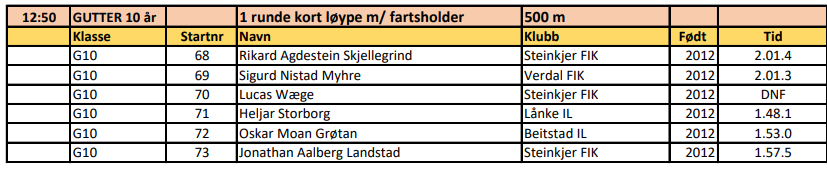 12:50 GUTTER 10 år 1 runde kort løype m/ fartsholder 500 m
Klasse Startnr Navn Klubb Født Tid
G10 68 Rikard Agdestein Skjellegrind Steinkjer FIK 2012 2.01.4
G10 69 Sigurd Nistad Myhre Verdal FIK 2012 2.01.3
G10 70 Lucas Wæge Steinkjer FIK 2012 DNF
G10 71 Heljar Storborg Lånke IL 2012 1.48.1
G10 72 Oskar Moan Grøtan Beitstad IL 2012 1.53.0
G10 73 Jonathan Aalberg Landstad Steinkjer FIK 2012 1.57.5